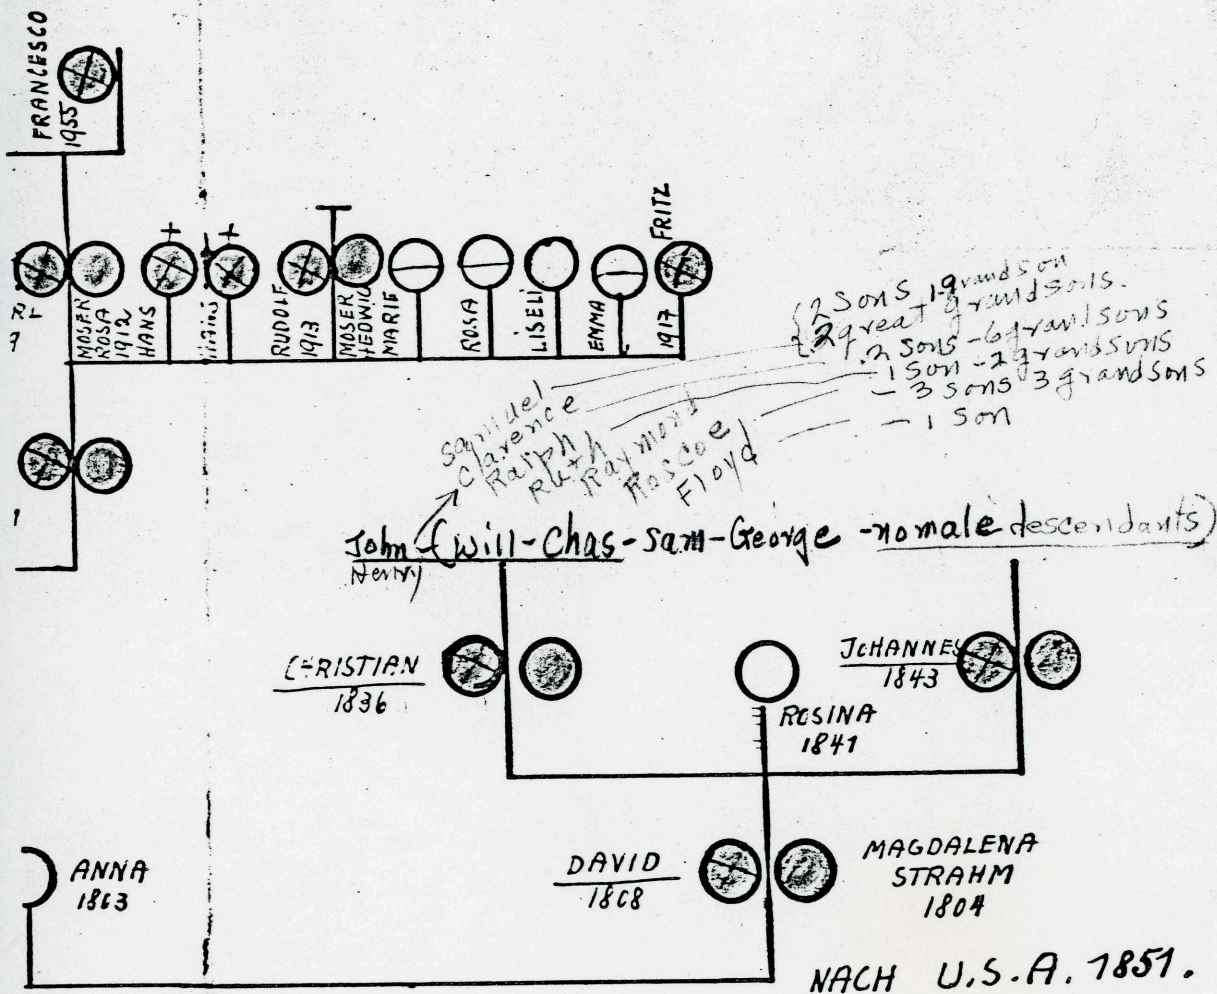 FRANCESCO
1955
RL
MOSER
ROSA
1912
HANS
RUDOLF
1913
MOSER
HEDWIG
MARIE
ROSA
LISELI
EMMA
1917
FRITZ
2 Sons 1 grandson
2 great grandsons.
2 Sons - 6 grandsons
1 Son - 2 grandsons
- 3 sons 3 grandsons
- 1 Son
Samuel
Clarence
Ralph
Ruth
Raymond
Roscoe
Floyd
John (Will-Chas-Sam-George -no male descendants)
Henry
CHRISTIAN
1836
JOHANNES
1843
ROSINA
1841
ANNA
DAVID
MAGDALENA
STRAHM
1804
NACH U.S.A. 1851.